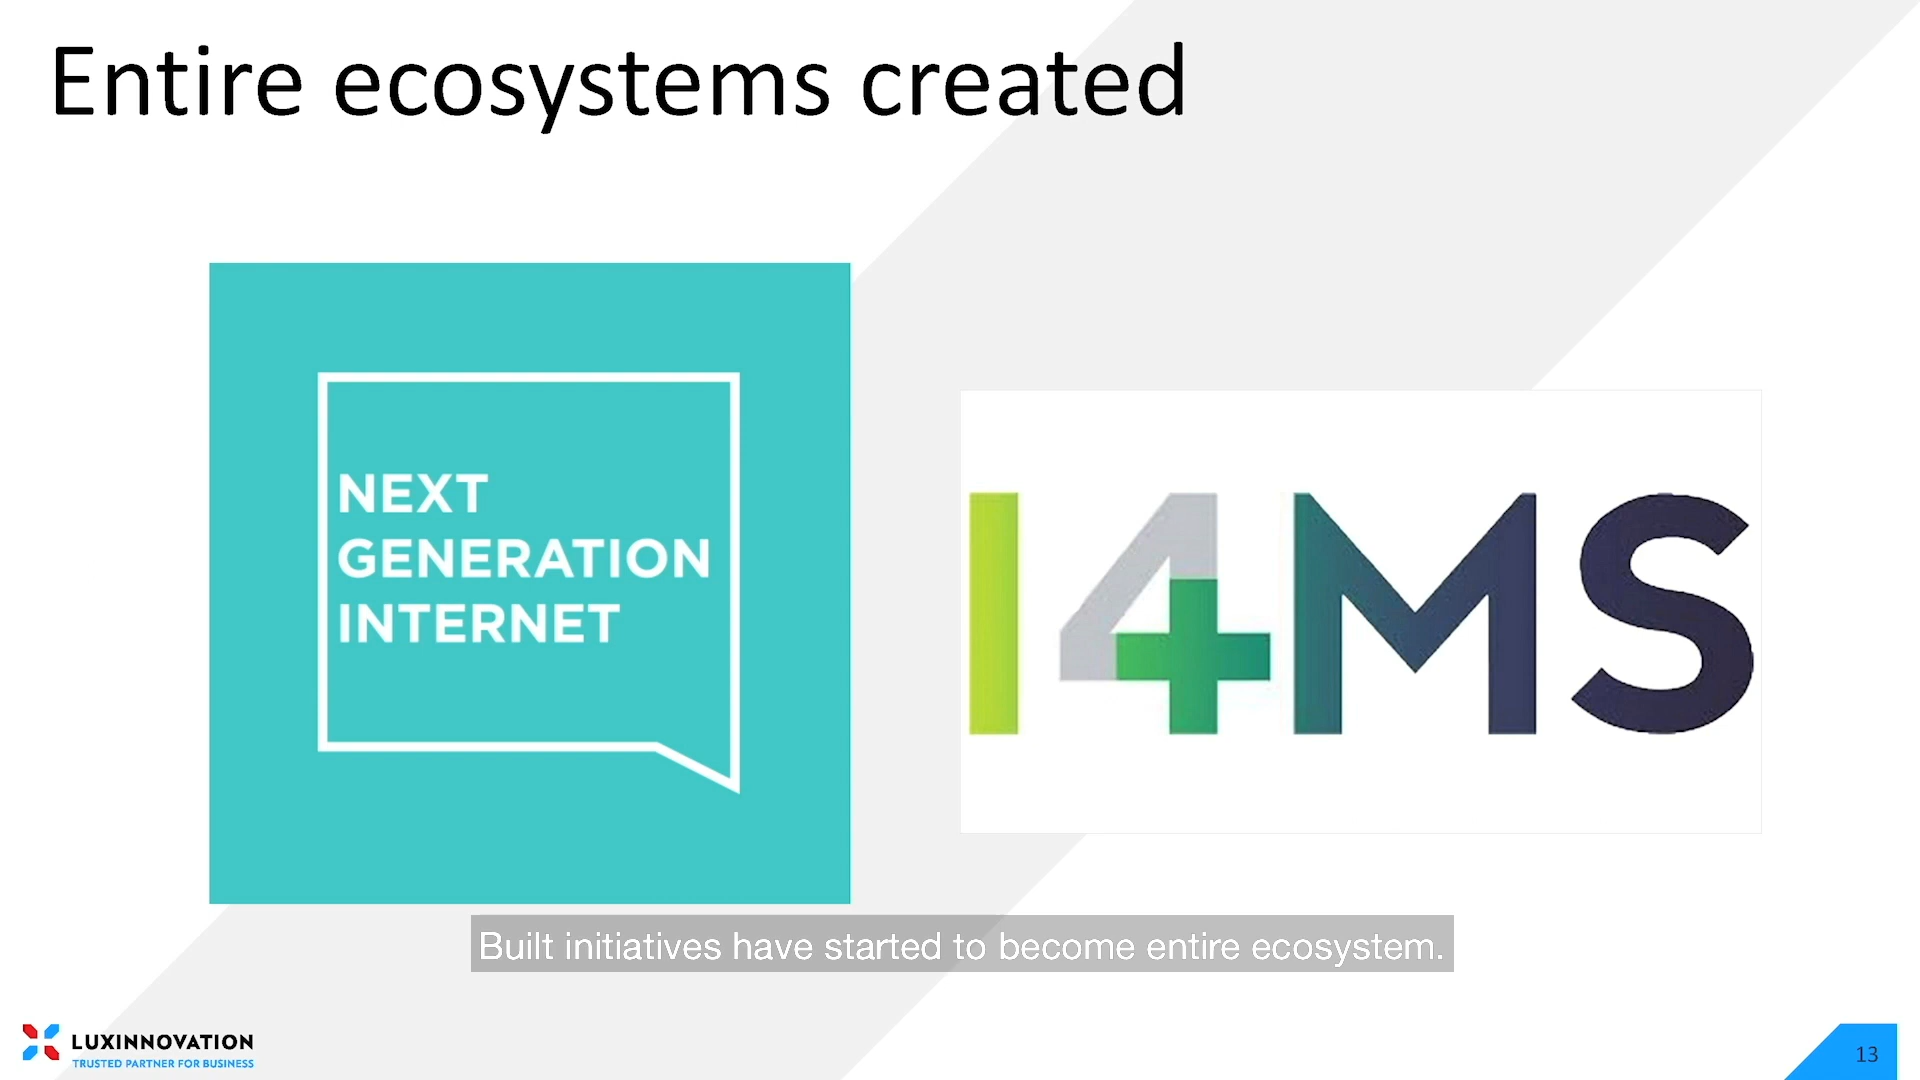 Entire ecosystems created
NEXT
GENERATION
INTERNET
I4MS
Built initiatives have started to become entire ecosystem.
LUXINNOVATION
TRUSTED PARTNER FOR BUSINESS
13